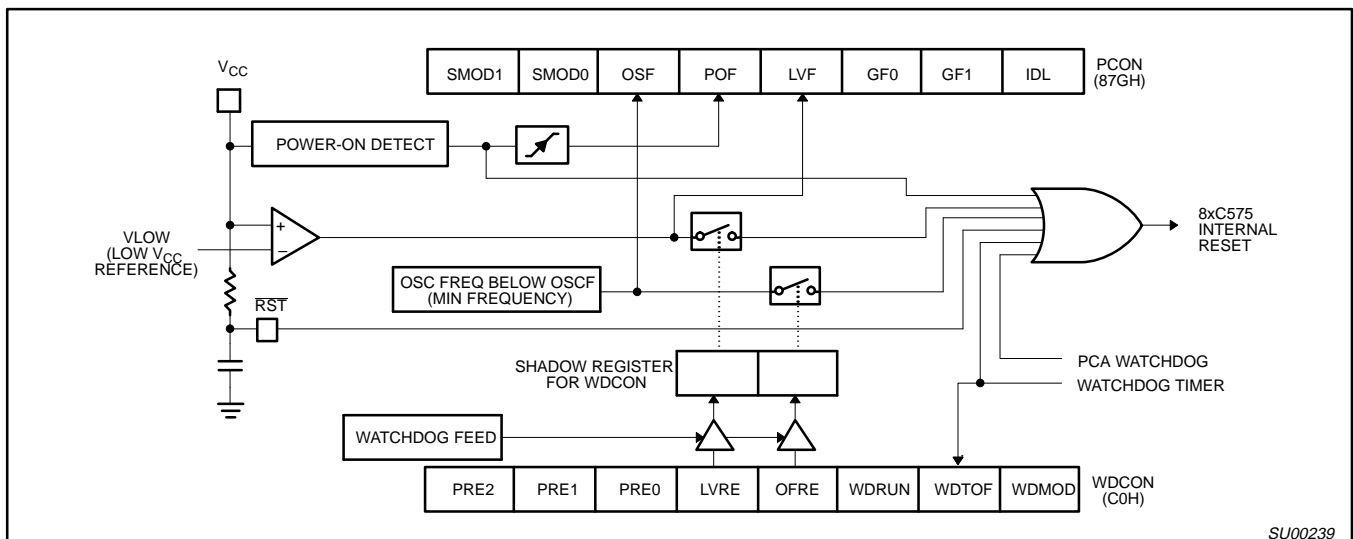 VCC
SMOD1 SMOD0 OSF POF LVF GF0 GF1 IDL
PCON
(87GH)
POWER-ON DETECT
+
–
VLOW
(LOW VCC
REFERENCE)
8xC575
INTERNAL
RESET
OSC FREQ BELOW OSCF
(MIN FREQUENCY)
RST
SHADOW REGISTER
FOR WDCON
PCA WATCHDOG
WATCHDOG TIMER
WATCHDOG FEED
PRE2 PRE1 PRE0 LVRE OFRE WDRUN WDTOF WDMOD
WDCON
(C0H)
SU00239